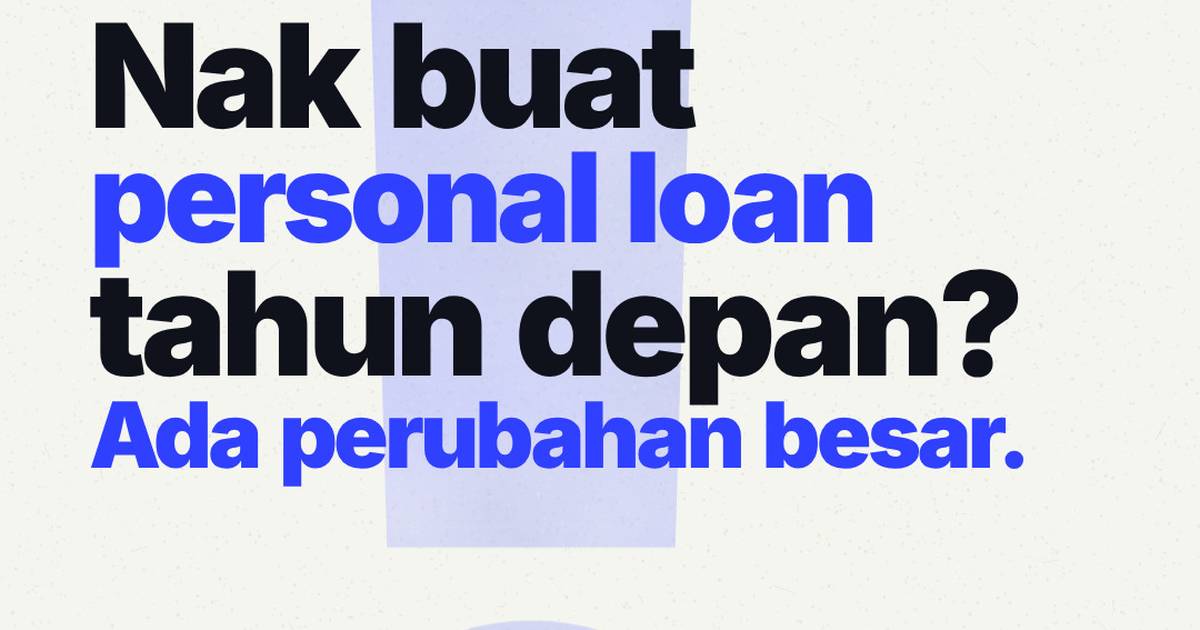 Nak buat
personal loan
tahun depan?
Ada perubahan besar.